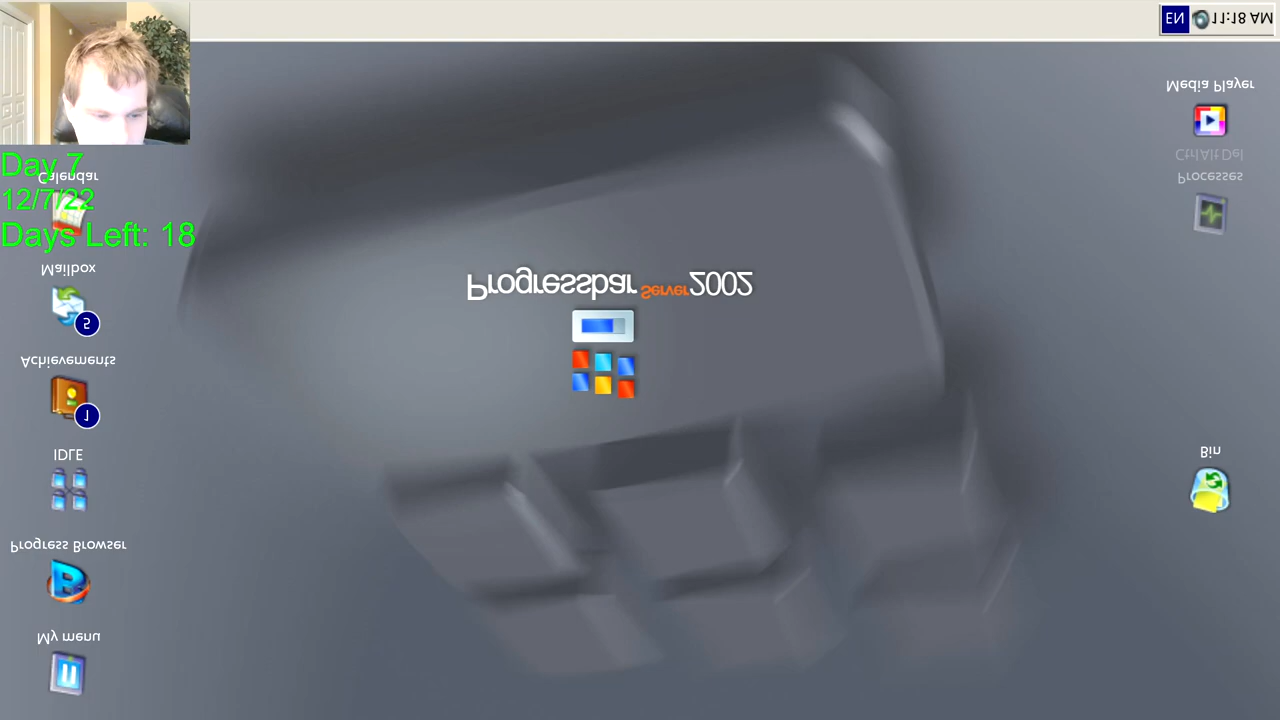 EN 11:18 AM
Media Player
Ctrl Alt Del
Processes
Day 7
Calendar
12/7/22
Days Left: 18
Mailbox
5
Progressbar Server 2002
Achievements
1
IDLE
Bin
Progress Browser
My menu